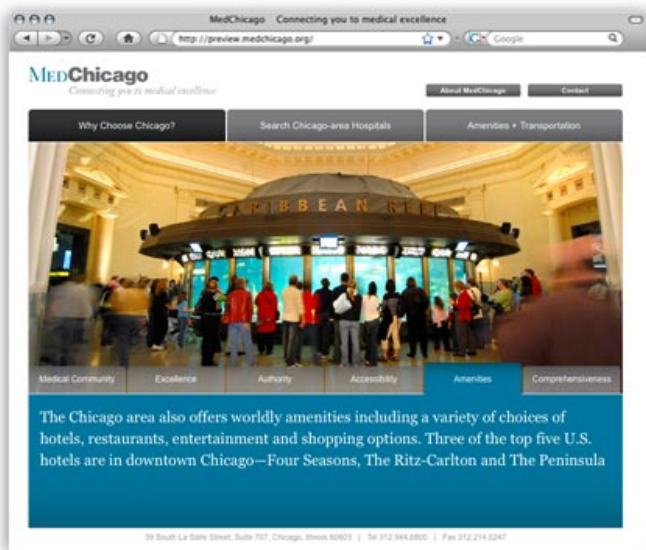 MedChicago   Connecting you to medical excellence
http://preview.medchicago.org/
Google
MEDChicago
Connecting you to medical excellence
About MedChicago   Contact
Why Choose Chicago?   Search Chicago-area Hospitals   Amenities + Transportation
CARIBBEAN REEF
Medical Community   Excellence   Authority   Accessibility   Amenities   Comprehensiveness
The Chicago area also offers worldly amenities including a variety of choices of
hotels, restaurants, entertainment and shopping options. Three of the top five U.S.
hotels are in downtown Chicago—Four Seasons, The Ritz-Carlton and The Peninsula
39 South La Salle Street, Suite 707, Chicago, Illinois 60603   |   Tel 312.944.6800   |   Fax 312.214.0247